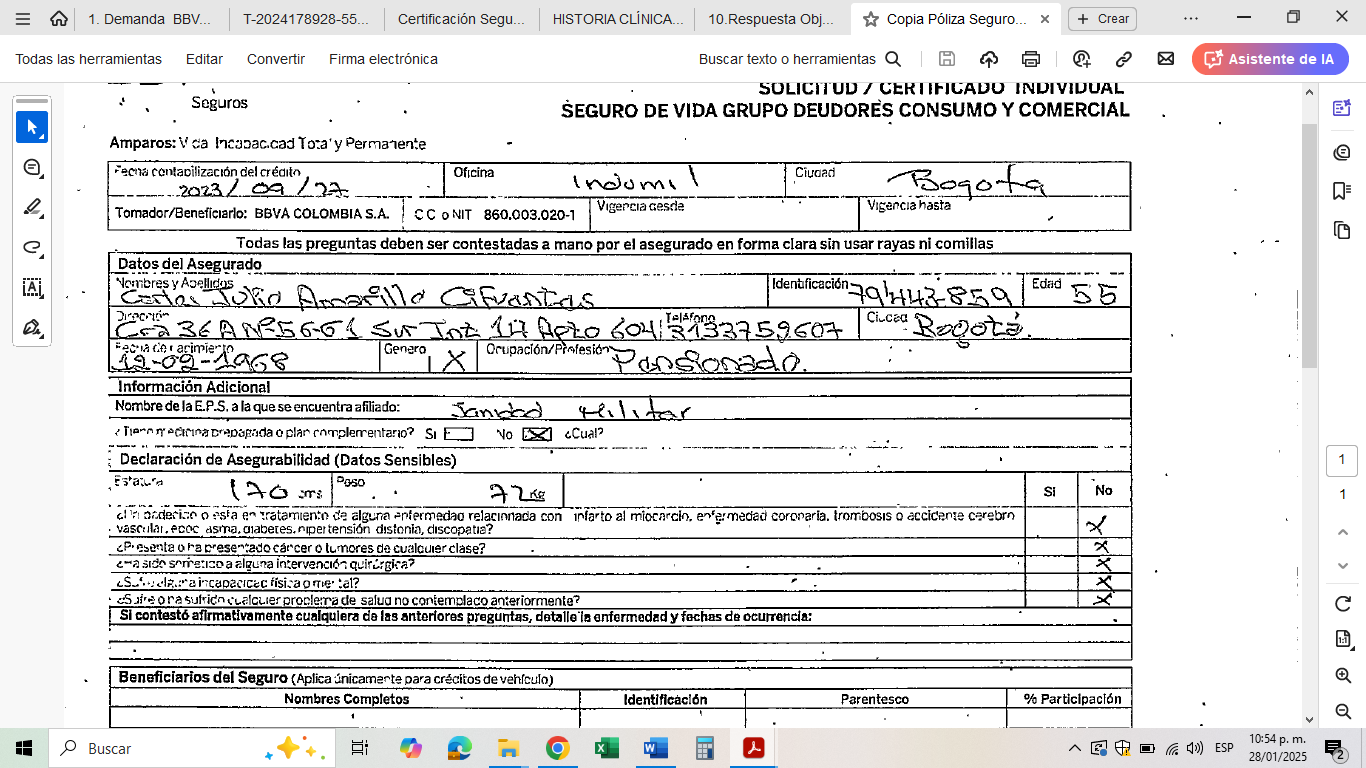 1. Demanda BBV...
T-2024178928-55...
Certificación Segu...
HISTORIA CLÍNICA...
10.Respuesta Obj...
Copia Póliza Seguro...
Crear
Todas las herramientas
Editar
Convertir
Firma electrónica
Buscar texto o herramientas
Asistente de IA
Seguros
SOLICITUD / CERTIFICADO INDIVIDUAL
SEGURO DE VIDA GRUPO DEUDORES CONSUMO Y COMERCIAL
Amparos: Vida Incapacidad Total y Permanente
Fecha contabilización del crédito 2023/09/27 Oficina Indumil Ciudad Bogota
Tomador/Beneficiario: BBVA COLOMBIA S.A. C C o NIT 860.003.020-1 Vigencia desde Vigencia hasta
Todas las preguntas deben ser contestadas a mano por el asegurado en forma clara sin usar rayas ni comillas
Datos del Asegurado
Nombres y Apellidos Carlos Julio Amarillo Cifuentes Identificación 79'443-859 Edad 55
Dirección Cra 36 A Nº 56-61 Sur Int 14 Apto 604 Teléfono 3133759607 Ciudad Bogotá.
Fecha de nacimiento 12-02-1968 Genero X Ocupación/Profesión Pensionado.
Información Adicional
Nombre de la E.P.S. a la que se encuentra afiliado: Sanidad Militar
¿Tiene medicina prepagada o plan complementario? Si No X ¿Cual?
Declaración de Asegurabilidad (Datos Sensibles)
Estatura 170 cms Peso 72 Kg Si No
¿Ha padecido o está en tratamiento de alguna enfermedad relacionada con infarto al miocardio, enfermedad coronaria, trombosis o accidente cerebro
vascular, epoc, asma, diabetes, hipertensión, distonia, discopatia? X
¿Presenta o ha presentado cáncer o tumores de cualquier clase? X
¿Ha sido sometido a alguna intervención quirúrgica? X
¿Sufre alguna incapacidad física o mental? X
¿Sufre o ha sufrido cualquier problema de salud no contemplado anteriormente? X
Si contestó afirmativamente cualquiera de las anteriores preguntas, detalle la enfermedad y fechas de ocurrencia:
Beneficiarios del Seguro (Aplica únicamente para créditos de vehículo)
Nombres Completos Identificación Parentesco % Participación
1
1
Buscar
ESP
10:54 p. m.
28/01/2025
2